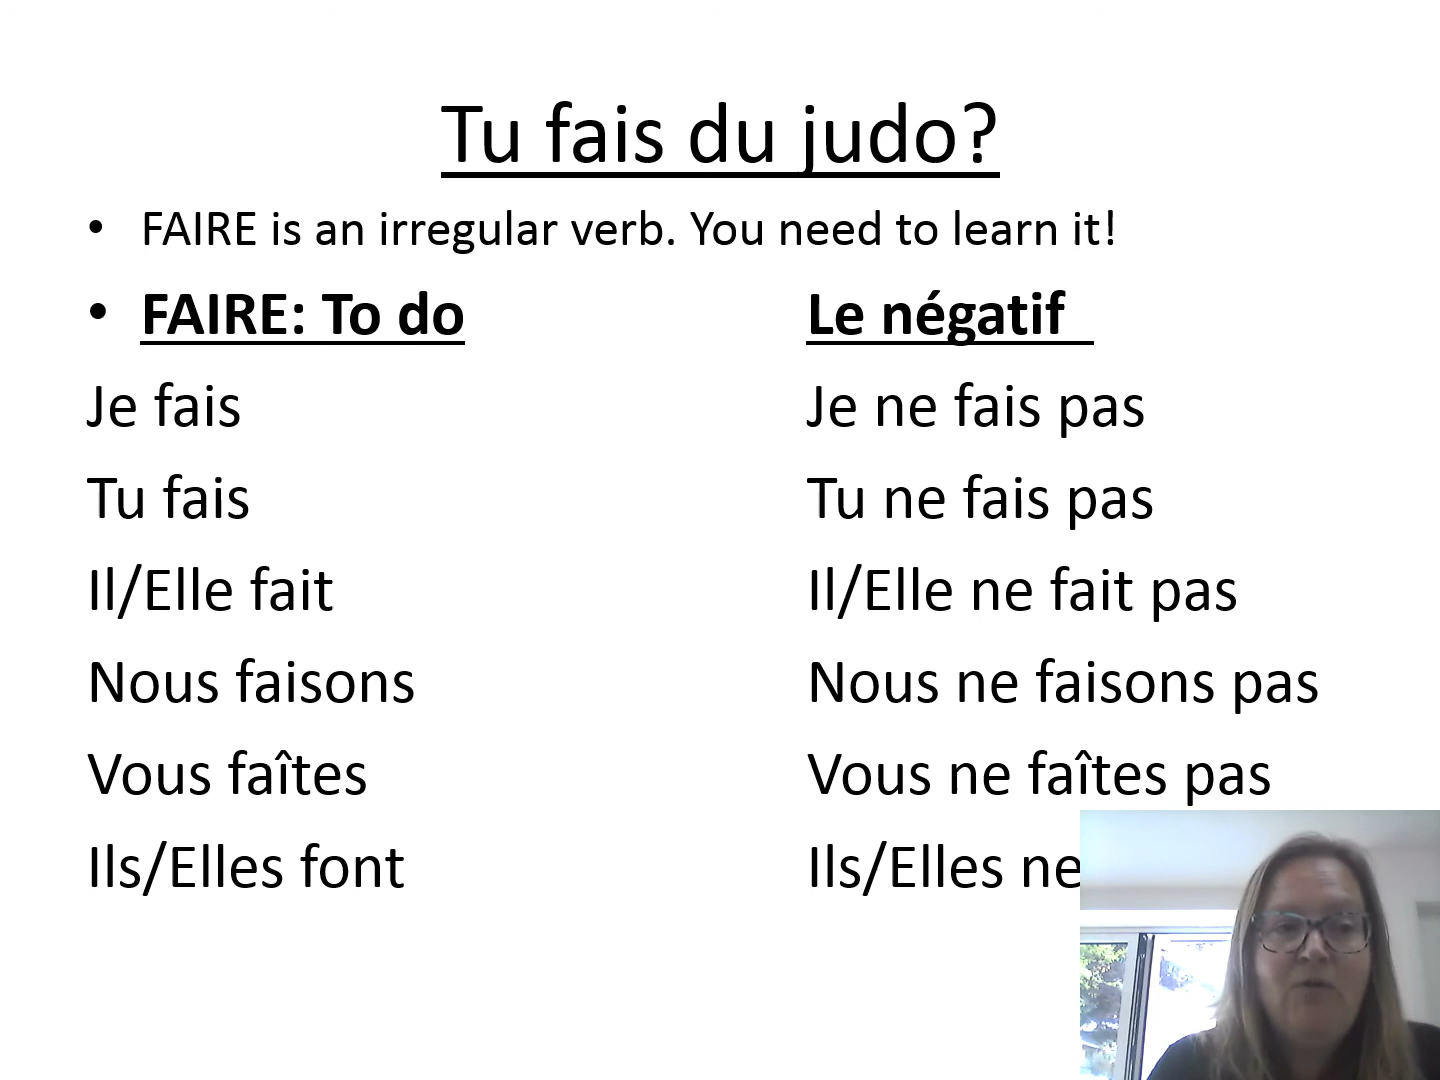 Tu fais du judo?
• FAIRE is an irregular verb. You need to learn it!
• FAIRE: To do Le négatif
Je fais Je ne fais pas
Tu fais Tu ne fais pas
Il/Elle fait Il/Elle ne fait pas
Nous faisons Nous ne faisons pas
Vous faîtes Vous ne faîtes pas
Ils/Elles font Ils/Elles ne